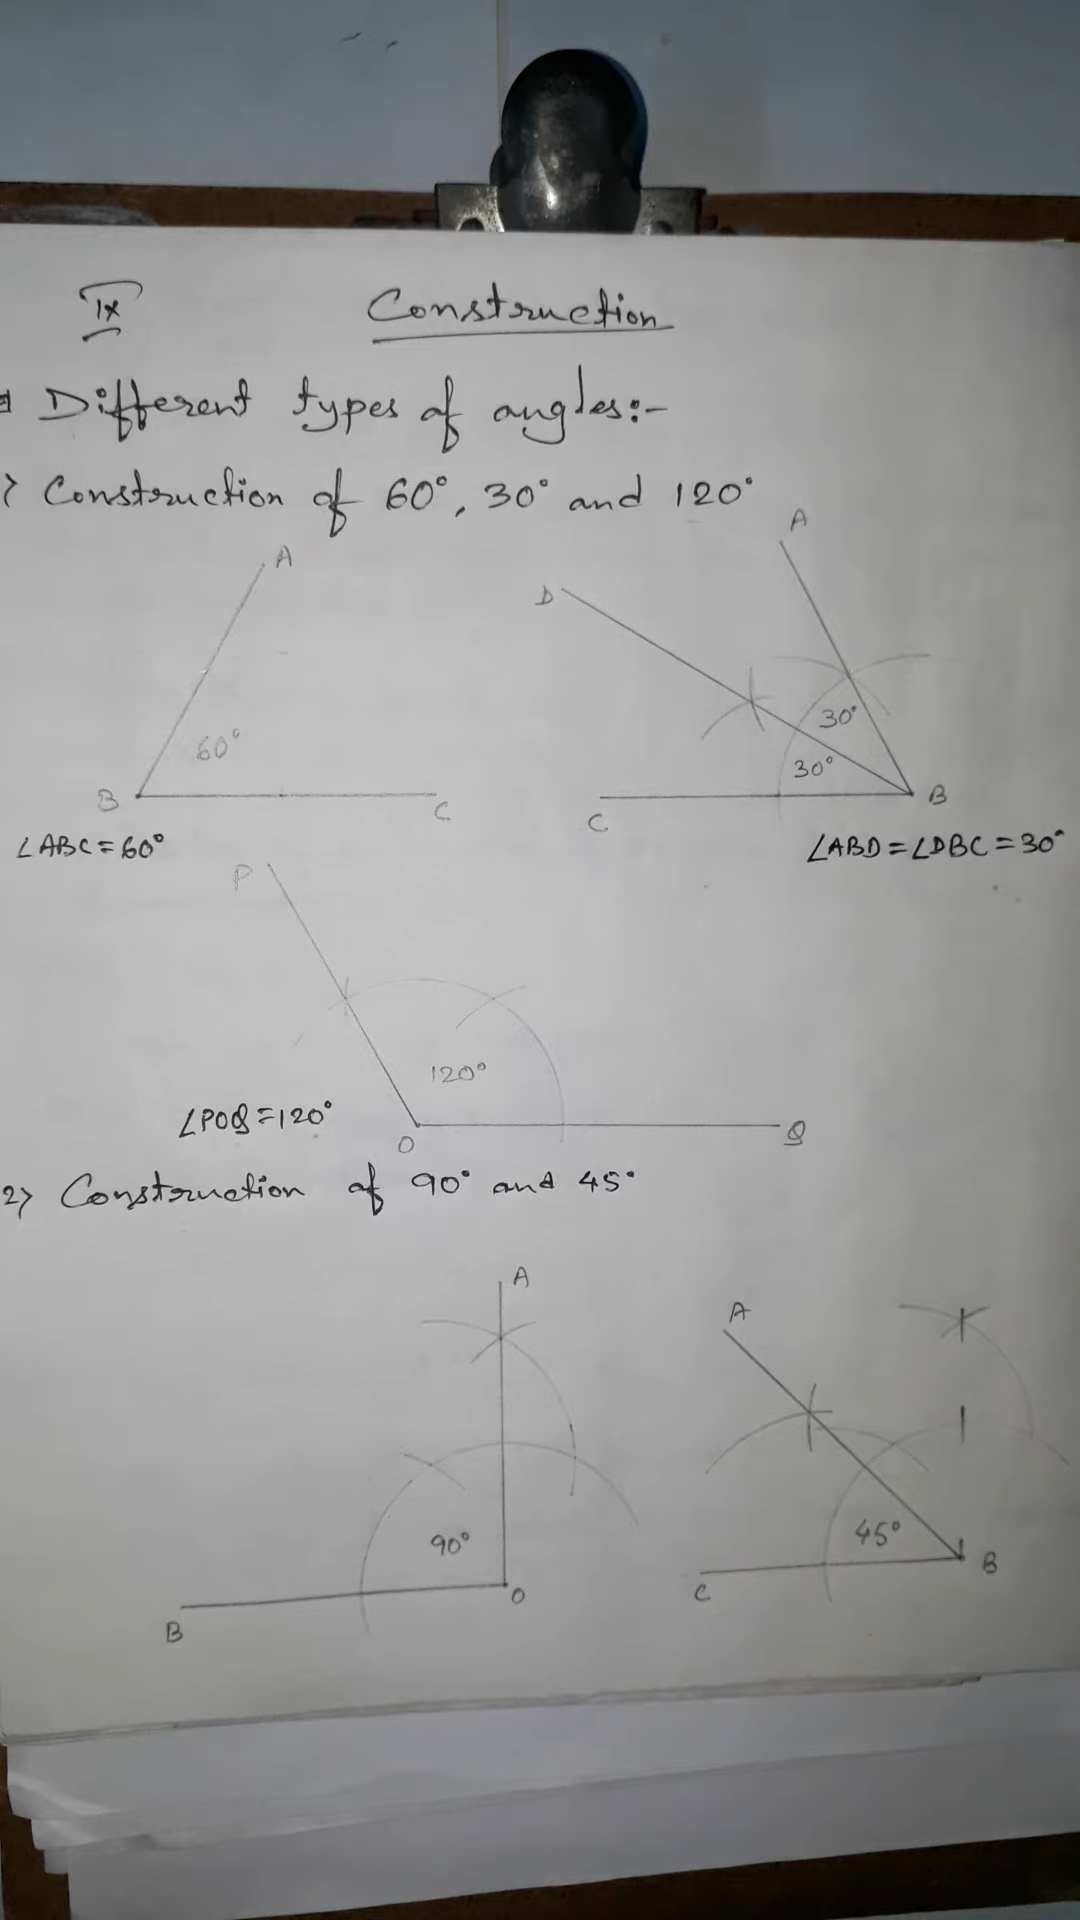 IX
Construction
Different types of angles:-
Construction of 60°, 30° and 120°
A
60°
B
C
∠ABC=60°
A
D
30°
30°
C
B
∠ABD=∠DBC=30°
P
120°
∠POQ=120°
O
Q
2) Construction of 90° and 45°
A
90°
B
O
A
45°
C
B